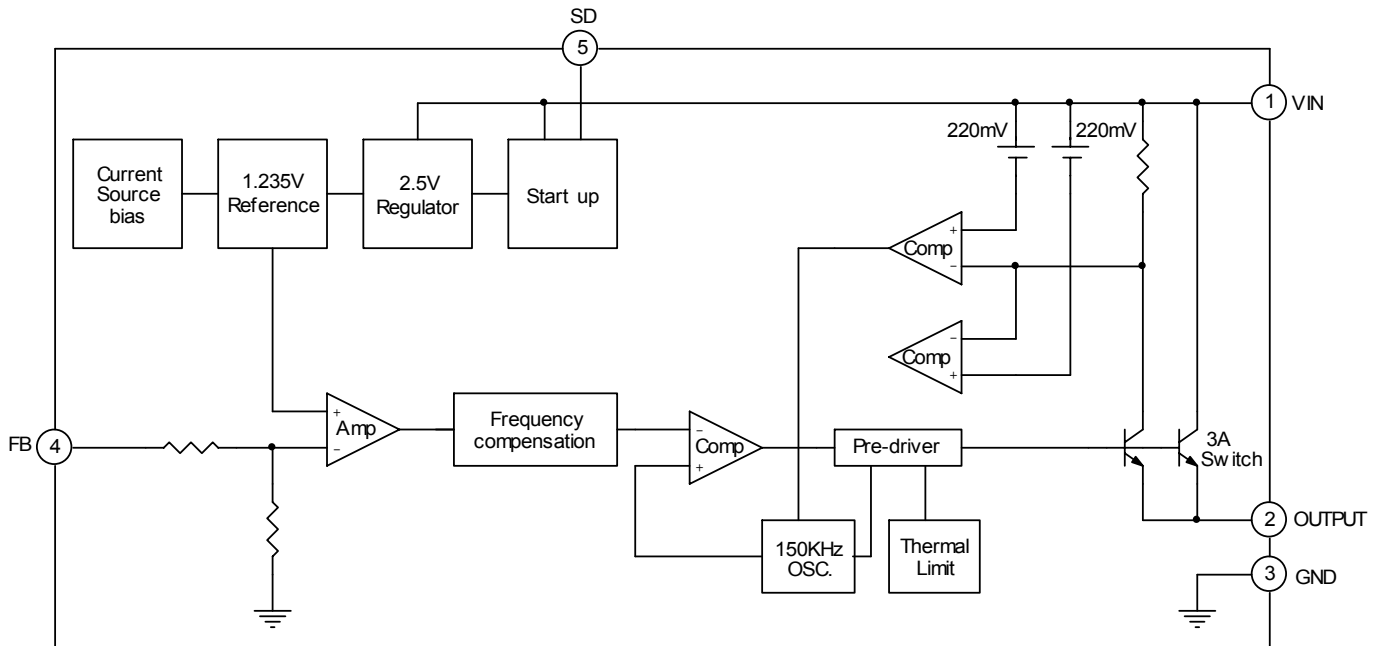 SD
5
1 VIN
220mV 220mV
Current
Source
bias
1.235V
Reference
2.5V
Regulator
Start up
+
Comp
−
−
Comp
+
FB 4
+
Amp
−
Frequency
compensation
−
Comp
+
Pre-driver
3A
Switch
150KHz
OSC.
Thermal
Limit
2 OUTPUT
3 GND